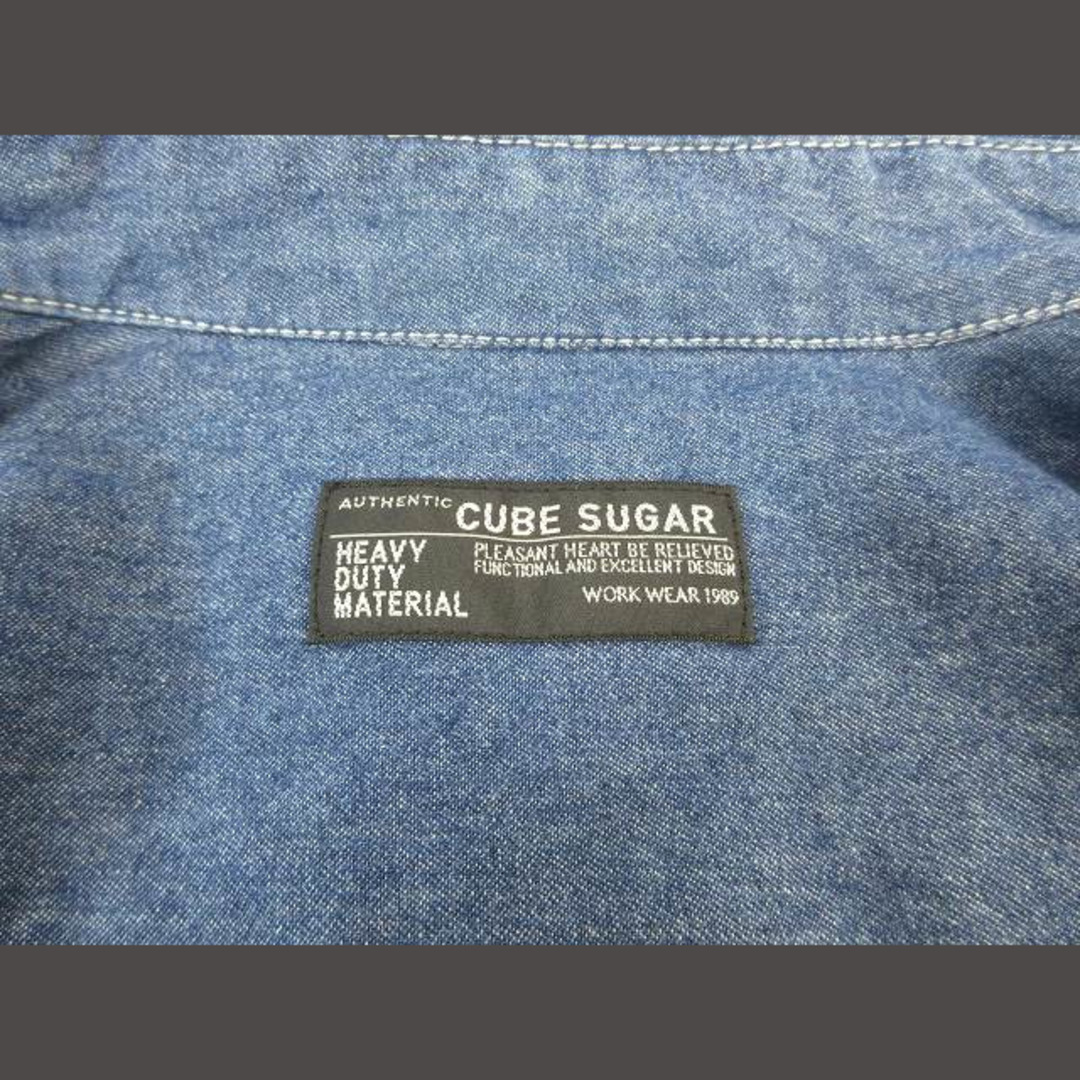 AUTHENTIC CUBE SUGAR
HEAVY
DUTY
MATERIAL
PLEASANT HEART BE RELIEVED
FUNCTIONAL AND EXCELLENT DESIGN
WORK WEAR 1989